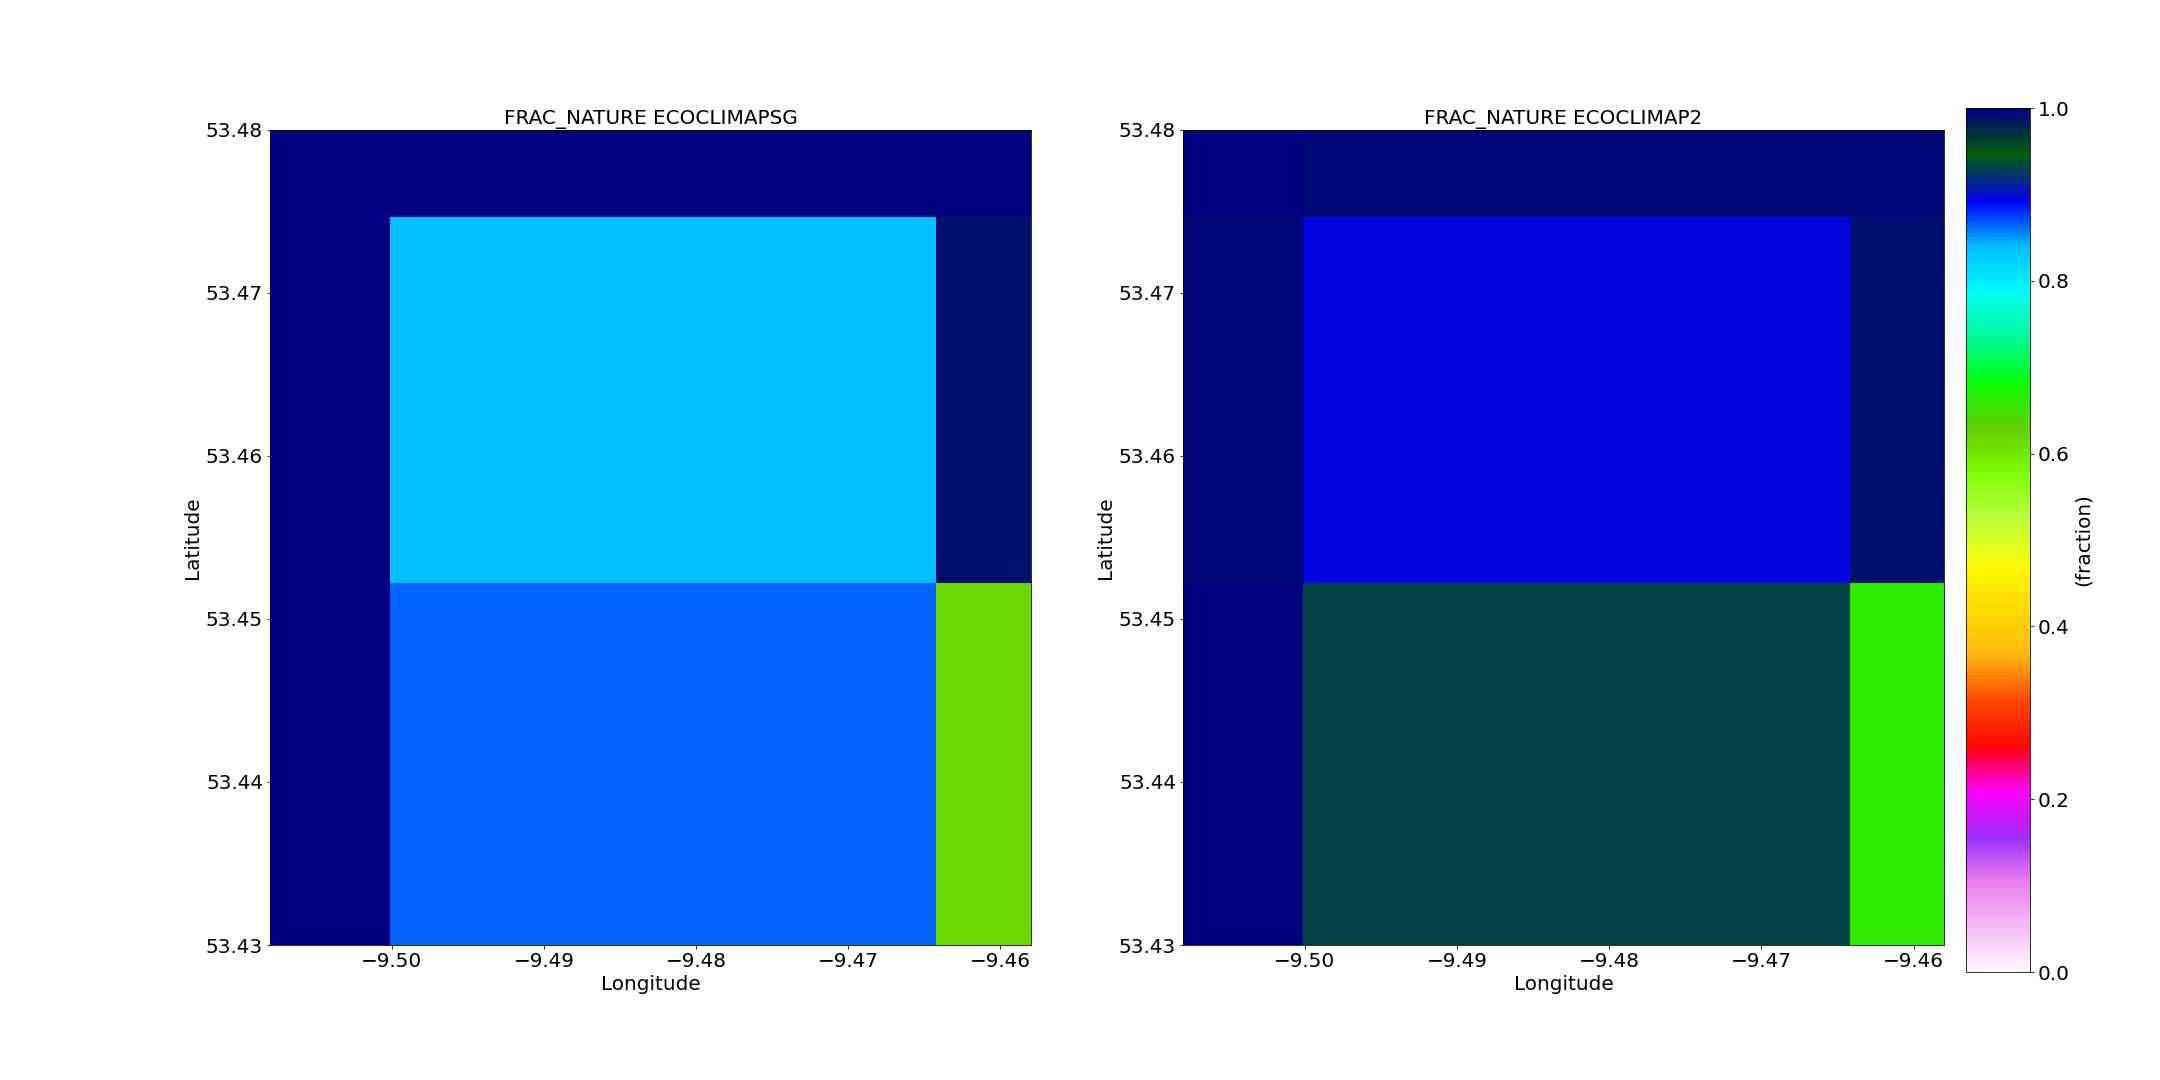 FRAC_NATURE ECOCLIMAPSG
53.48
53.47
53.46
53.45
53.44
53.43
Latitude
−9.50 −9.49 −9.48 −9.47 −9.46
Longitude
FRAC_NATURE ECOCLIMAP2
53.48
53.47
53.46
53.45
53.44
53.43
Latitude
−9.50 −9.49 −9.48 −9.47 −9.46
Longitude
1.0
0.8
0.6
0.4
0.2
0.0
(fraction)